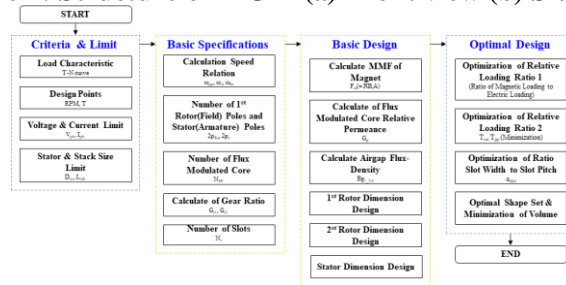 START
Criteria & Limit
Load Characteristic
T-N curve
Design Points
RPM, T
Voltage & Current Limit
Stator & Stack Size
Limit
Basic Specifications
Calculation Speed
Relation
Number of 1st
Rotor(Field) Poles and
Stator(Armature) Poles
Number of Flux
Modulated Core
Calculate of Gear Ratio
Number of Slots
Basic Design
Calculate MMF of
Magnet
Calculate of Flux
Modulated Core Relative
Permeance
Calculate Airgap Flux-
Density
1st Rotor Dimension
Design
2nd Rotor Dimension
Design
Stator Dimension Design
Optimal Design
Optimization of Relative
Loading Ratio 1
(Ratio of Magnetic Loading to
Electric Loading)
Optimization of Relative
Loading Ratio 2
(Minimization)
Optimization of Ratio
Slot Width to Slot Pitch
Optimal Shape Set &
Minimization of Volume
END